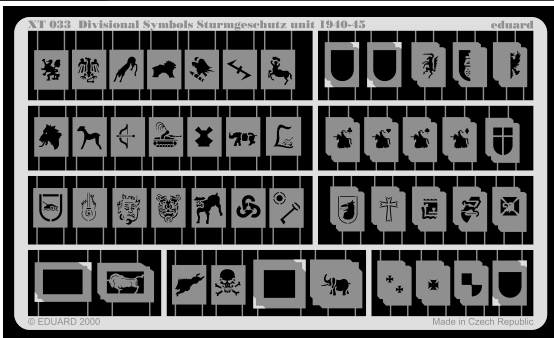 XT 033 Divisional Symbols Sturmgeschutz unit 1940-45 eduard
© EDUARD 2000 Made in Czech Republic